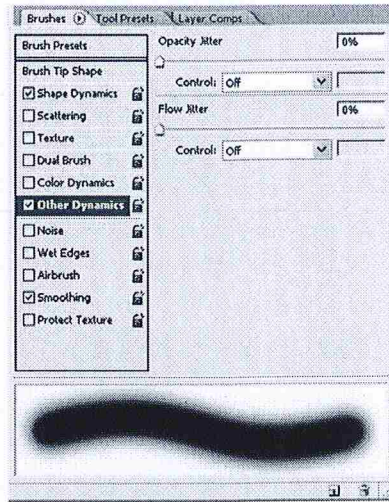 Brushes Tool Presets Layer Comps
Brush Presets
Brush Tip Shape
Shape Dynamics
Scattering
Texture
Dual Brush
Color Dynamics
Other Dynamics
Noise
Wet Edges
Airbrush
Smoothing
Protect Texture
Opacity Jitter 0%
Control: Off
Flow Jitter 0%
Control: Off